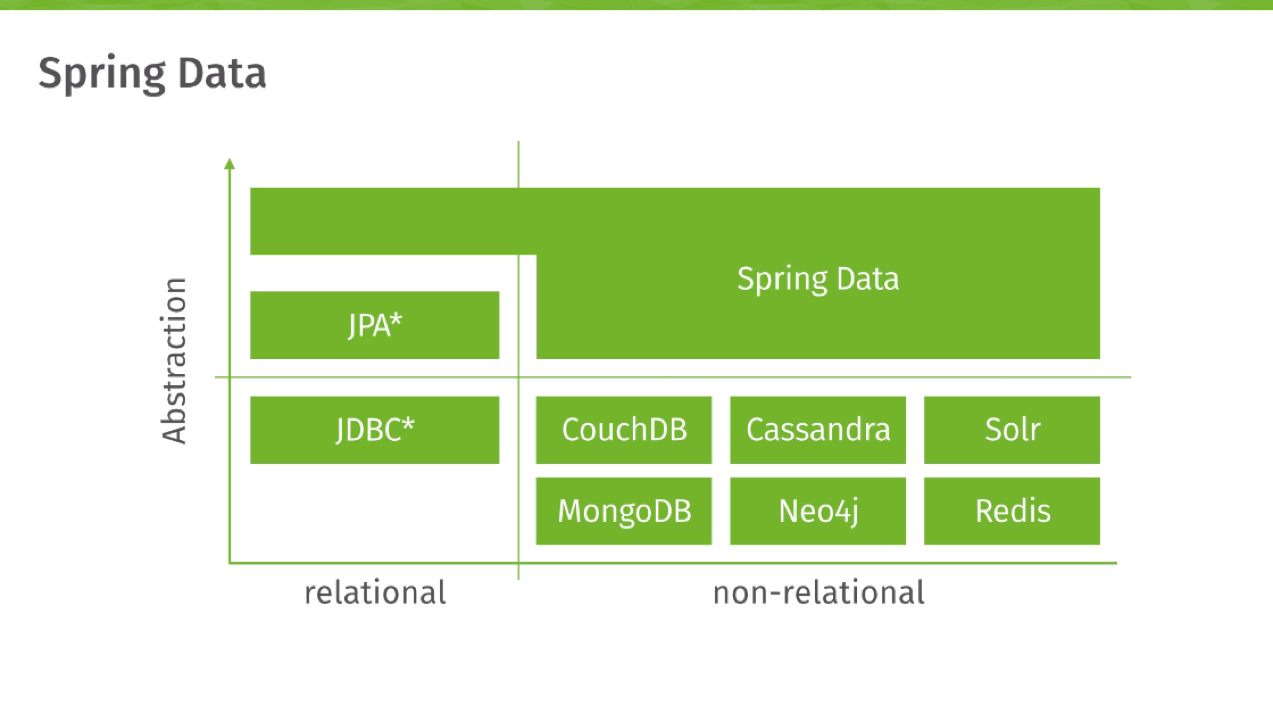 Spring Data
Abstraction
Spring Data
JPA*
JDBC*
CouchDB
Cassandra
Solr
MongoDB
Neo4j
Redis
relational
non-relational